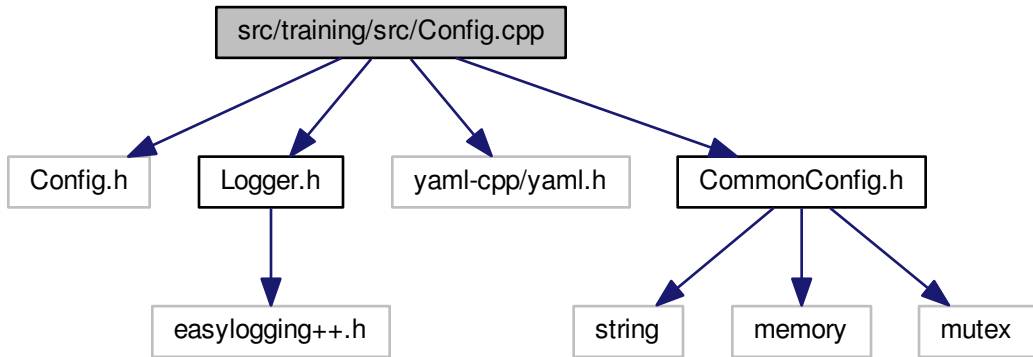 src/training/src/Config.cpp
Config.h
Logger.h
yaml-cpp/yaml.h
CommonConfig.h
easylogging++.h
string
memory
mutex